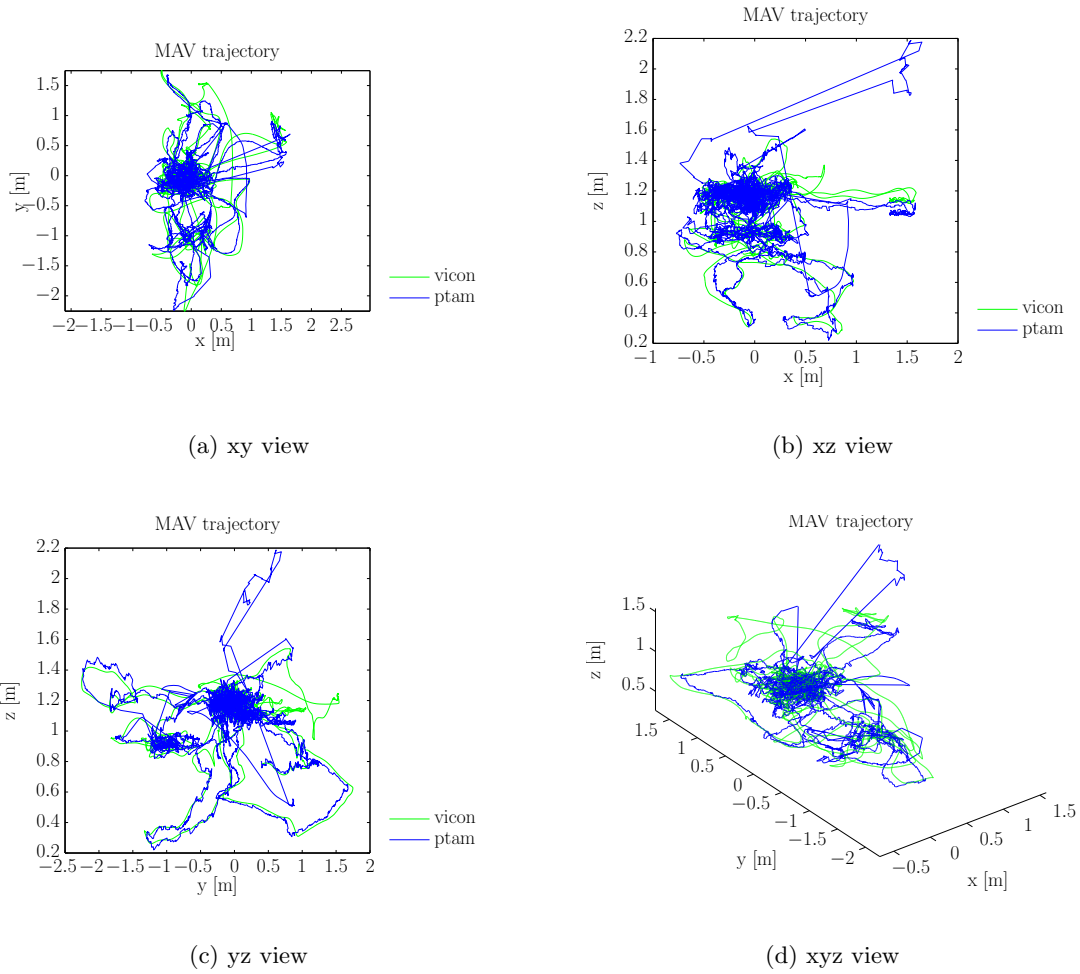 MAV trajectory
1.5
1
0.5
0
−0.5
−1
−1.5
−2
y [m]
−2 −1.5 −1 −0.5 0 0.5 1 1.5 2 2.5
x [m]
vicon
ptam
(a) xy view
MAV trajectory
2.2
2
1.8
1.6
1.4
1.2
1
0.8
0.6
0.4
0.2
z [m]
−1 −0.5 0 0.5 1 1.5 2
x [m]
vicon
ptam
(b) xz view
MAV trajectory
2.2
2
1.8
1.6
1.4
1.2
1
0.8
0.6
0.4
0.2
z [m]
−2.5 −2 −1.5 −1 −0.5 0 0.5 1 1.5 2
y [m]
vicon
ptam
(c) yz view
MAV trajectory
1.5
1
0.5
z [m]
1.5
1
0.5
0
−0.5
−1
−1.5
−2
y [m]
−0.5
0
0.5
1
1.5
x [m]
(d) xyz view